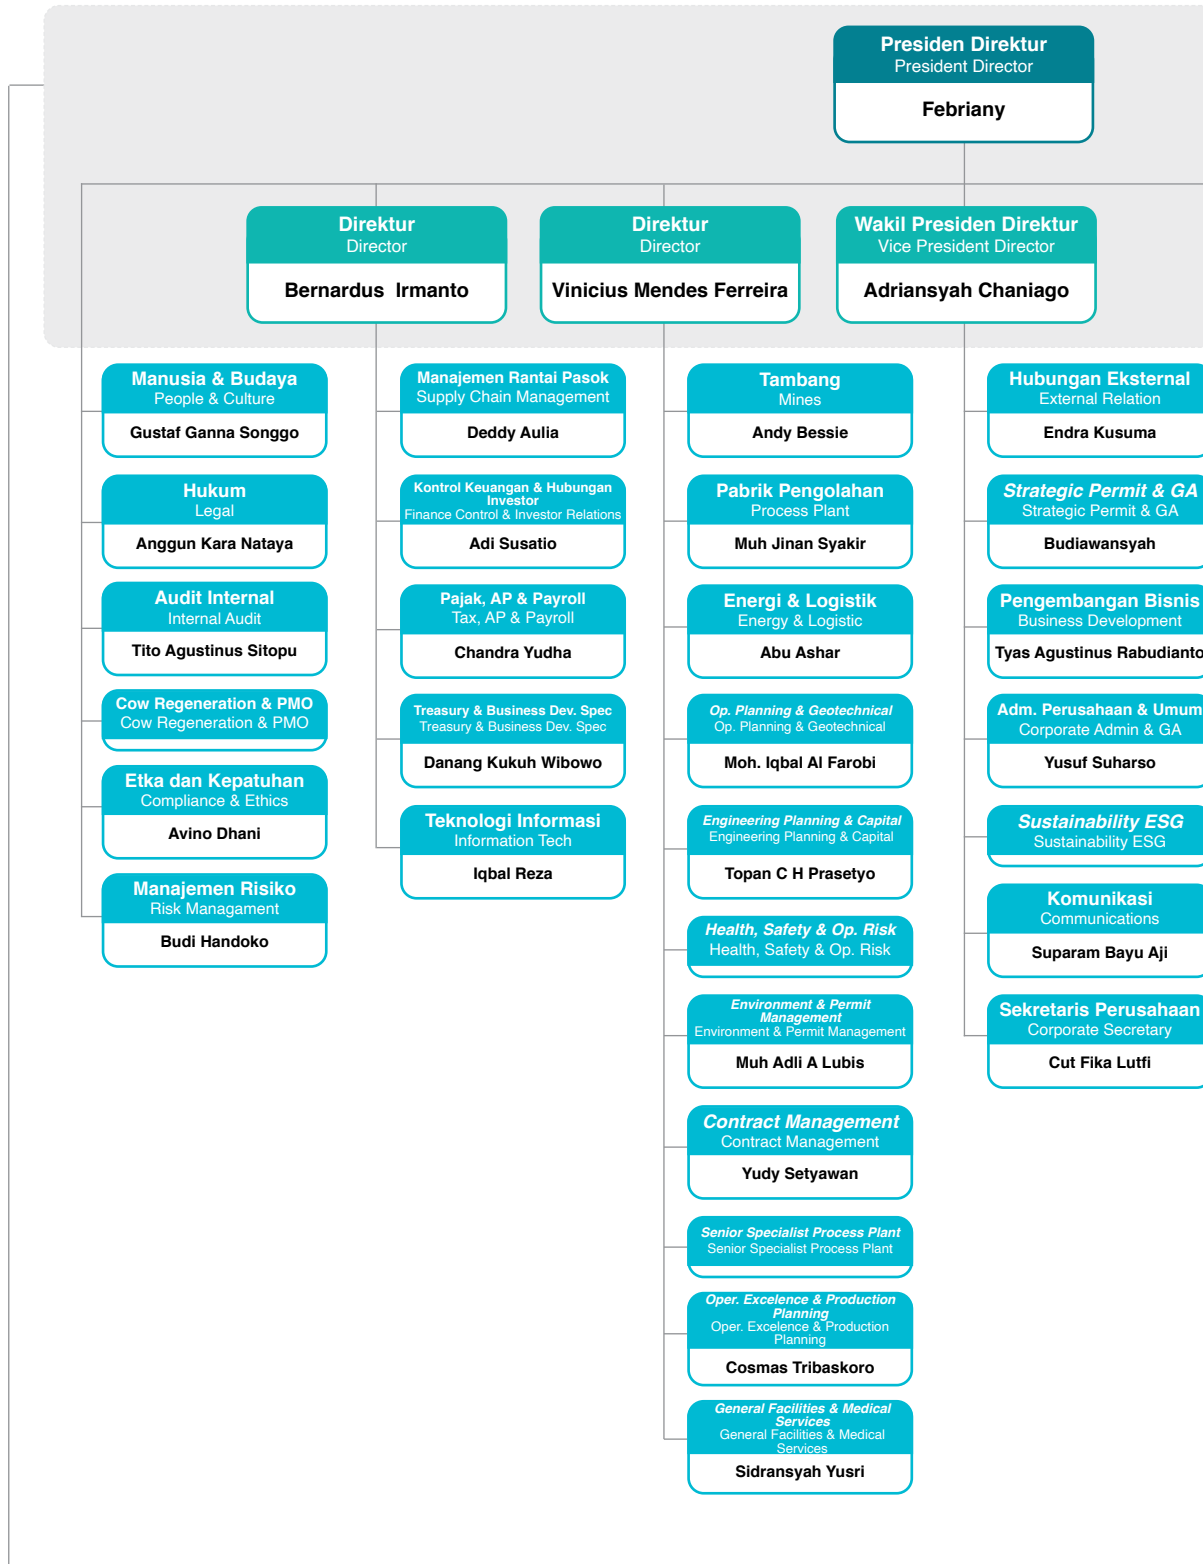 Presiden Direktur
President Director
Febriany
Direktur
Director
Bernardus Irmanto
Direktur
Director
Vinicius Mendes Ferreira
Wakil Presiden Direktur
Vice President Director
Adriansyah Chaniago
Manusia & Budaya
People & Culture
Gustaf Ganna Songgo
Hukum
Legal
Anggun Kara Nataya
Audit Internal
Internal Audit
Tito Agustinus Sitopu
Cow Regeneration & PMO
Cow Regeneration & PMO
Etka dan Kepatuhan
Compliance & Ethics
Avino Dhani
Manajemen Risiko
Risk Managament
Budi Handoko
Manajemen Rantai Pasok
Supply Chain Management
Deddy Aulia
Kontrol Keuangan & Hubungan
Investor
Finance Control & Investor Relations
Adi Susatio
Pajak, AP & Payroll
Tax, AP & Payroll
Chandra Yudha
Treasury & Business Dev. Spec
Treasury & Business Dev. Spec
Danang Kukuh Wibowo
Teknologi Informasi
Information Tech
Iqbal Reza
Tambang
Mines
Andy Bessie
Pabrik Pengolahan
Process Plant
Muh Jinan Syakir
Energi & Logistik
Energy & Logistic
Abu Ashar
Op. Planning & Geotechnical
Op. Planning & Geotechnical
Moh. Iqbal Al Farobi
Engineering Planning & Capital
Engineering Planning & Capital
Topan C H Prasetyo
Health, Safety & Op. Risk
Health, Safety & Op. Risk
Environment & Permit
Management
Environment & Permit Management
Muh Adli A Lubis
Contract Management
Contract Management
Yudy Setyawan
Senior Specialist Process Plant
Senior Specialist Process Plant
Oper. Excelence & Production
Planning
Oper. Excelence & Production
Planning
Cosmas Tribaskoro
General Facilities & Medical
Services
General Facilities & Medical
Services
Sidransyah Yusri
Hubungan Eksternal
External Relation
Endra Kusuma
Strategic Permit & GA
Strategic Permit & GA
Budiawansyah
Pengembangan Bisnis
Business Development
Tyas Agustinus Rabudianto
Adm. Perusahaan & Umum
Corporate Admin & GA
Yusuf Suharso
Sustainability ESG
Sustainability ESG
Komunikasi
Communications
Suparam Bayu Aji
Sekretaris Perusahaan
Corporate Secretary
Cut Fika Lutfi